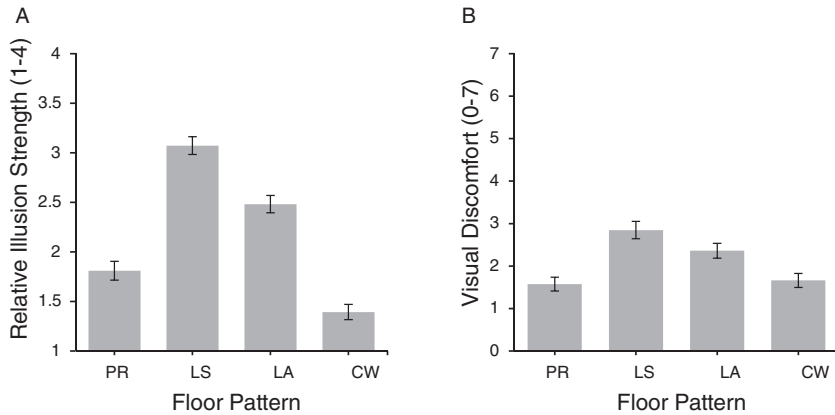 A
Relative Illusion Strength (1-4)
4
3.5
3
2.5
2
1.5
1
PR LS LA CW
Floor Pattern
B
Visual Discomfort (0-7)
7
6
5
4
3
2
1
0
PR LS LA CW
Floor Pattern